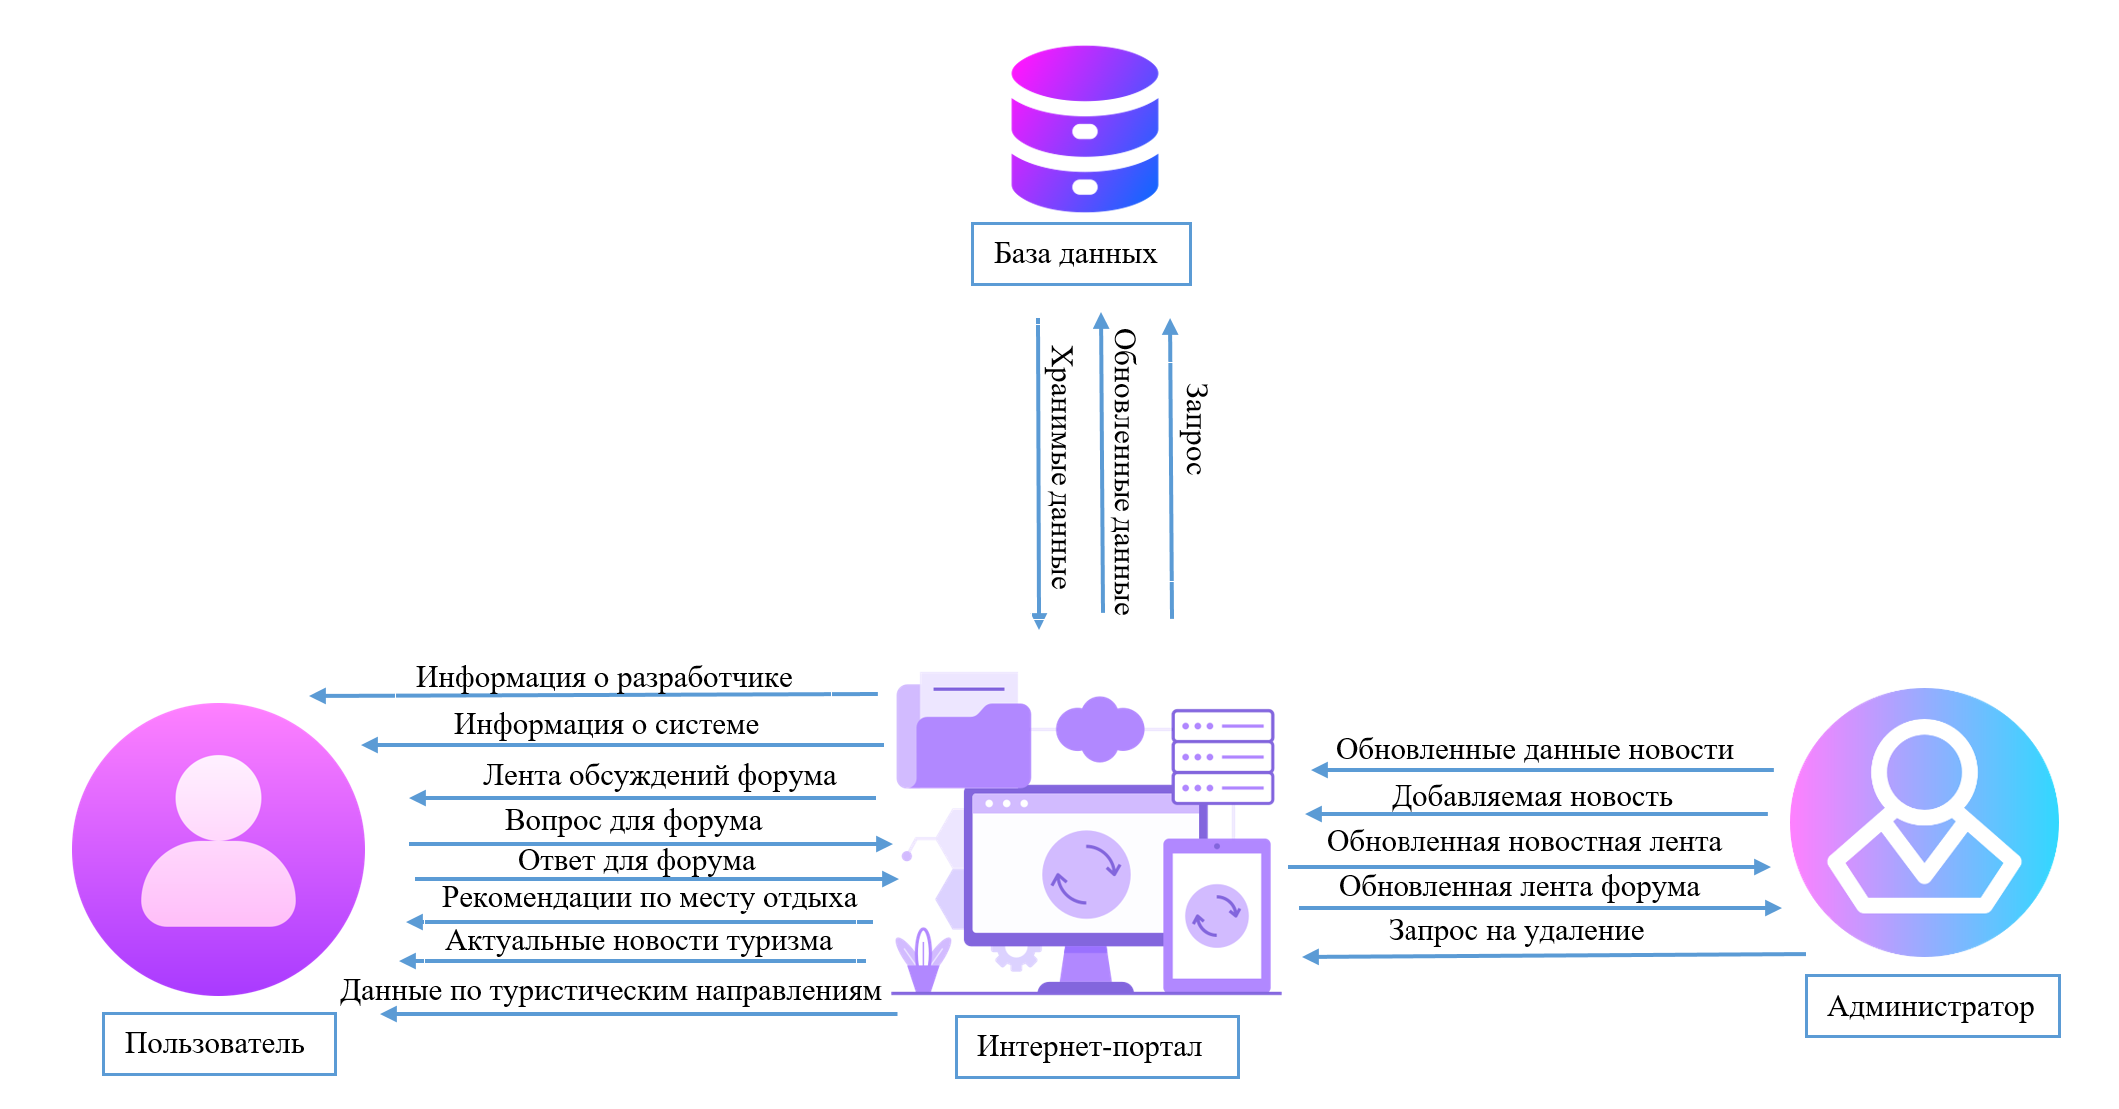 База данных
Хранимые данные
Обновленные данные
Запрос
Информация о разработчике
Информация о системе
Лента обсуждений форума
Вопрос для форума
Ответ для форума
Рекомендации по месту отдыха
Актуальные новости туризма
Данные по туристическим направлениям
Обновленные данные новости
Добавляемая новость
Обновленная новостная лента
Обновленная лента форума
Запрос на удаление
Пользователь
Интернет-портал
Администратор